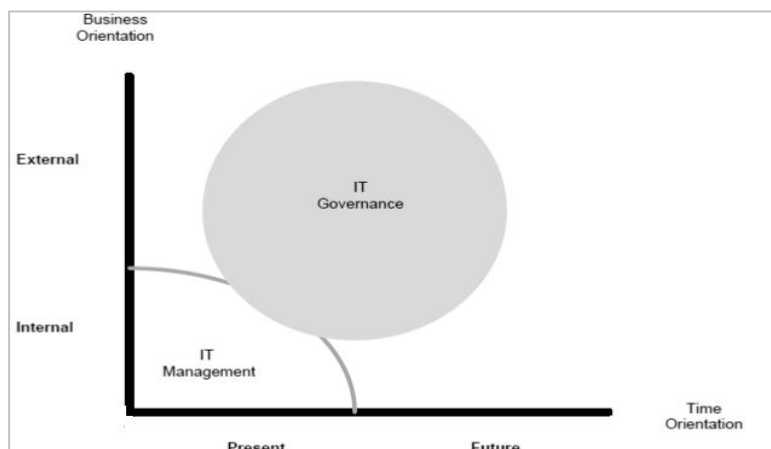 Business
Orientation
External
IT
Governance
Internal
IT
Management
Time
Orientation
Present
Future